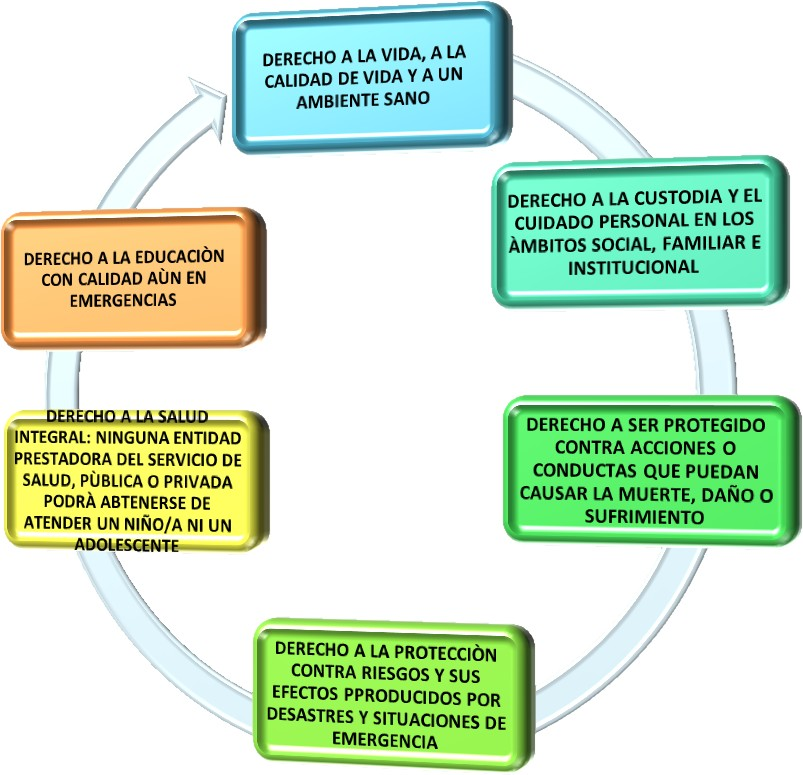 DERECHO A LA VIDA, A LA
CALIDAD DE VIDA Y A UN
AMBIENTE SANO
DERECHO A LA CUSTODIA Y EL
CUIDADO PERSONAL EN LOS
ÀMBITOS SOCIAL, FAMILIAR E
INSTITUCIONAL
DERECHO A SER PROTEGIDO
CONTRA ACCIONES O
CONDUCTAS QUE PUEDAN
CAUSAR LA MUERTE, DAÑO O
SUFRIMIENTO
DERECHO A LA PROTECCIÒN
CONTRA RIESGOS Y SUS
EFECTOS PPRODUCIDOS POR
DESASTRES Y SITUACIONES DE
EMERGENCIA
DERECHO A LA SALUD
INTEGRAL: NINGUNA ENTIDAD
PRESTADORA DEL SERVICIO DE
SALUD, PÙBLICA O PRIVADA
PODRÀ ABTENERSE DE
ATENDER UN NIÑO/A NI UN
ADOLESCENTE
DERECHO A LA EDUCACIÒN
CON CALIDAD AÙN EN
EMERGENCIAS